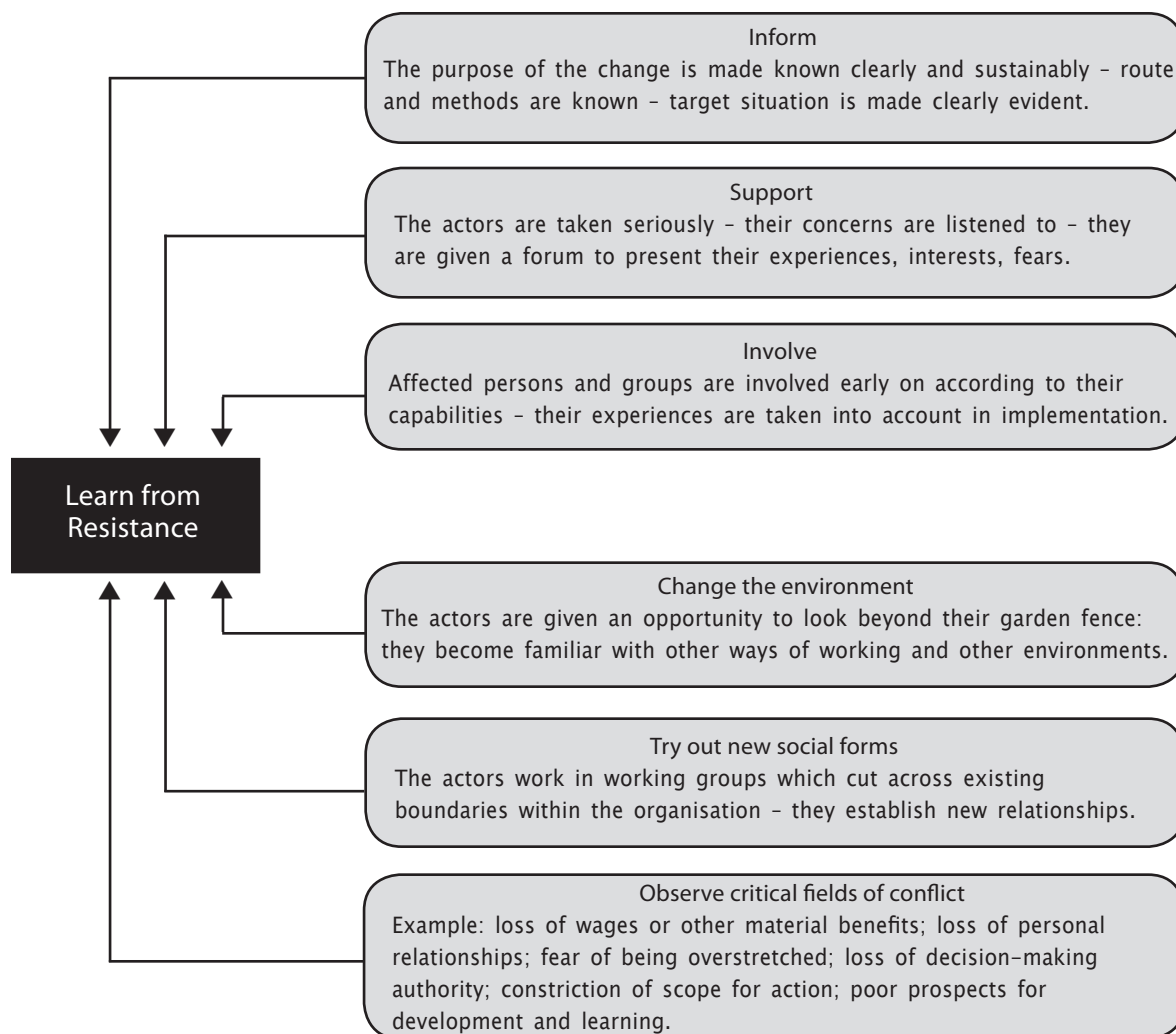 Inform
The purpose of the change is made known clearly and sustainably – route
and methods are known – target situation is made clearly evident.
Support
The actors are taken seriously – their concerns are listened to – they
are given a forum to present their experiences, interests, fears.
Involve
Affected persons and groups are involved early on according to their
capabilities – their experiences are taken into account in implementation.
Learn from
Resistance
Change the environment
The actors are given an opportunity to look beyond their garden fence:
they become familiar with other ways of working and other environments.
Try out new social forms
The actors work in working groups which cut across existing
boundaries within the organisation – they establish new relationships.
Observe critical fields of conflict
Example: loss of wages or other material benefits; loss of personal
relationships; fear of being overstretched; loss of decision-making
authority; constriction of scope for action; poor prospects for
development and learning.